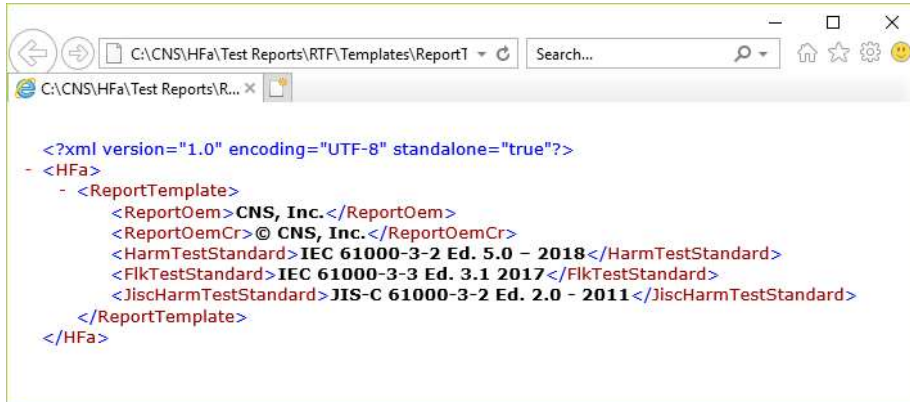 C:\CNS\HFa\Test Reports\RTF\Templates\ReportT
Search...
C:\CNS\HFa\Test Reports\R...
<?xml version="1.0" encoding="UTF-8" standalone="true"?>
- <HFa>
- <ReportTemplate>
<ReportOem>CNS, Inc.</ReportOem>
<ReportOemCr>© CNS, Inc.</ReportOemCr>
<HarmTestStandard>IEC 61000-3-2 Ed. 5.0 – 2018</HarmTestStandard>
<FlkTestStandard>IEC 61000-3-3 Ed. 3.1 2017</FlkTestStandard>
<JiscHarmTestStandard>JIS-C 61000-3-2 Ed. 2.0 - 2011</JiscHarmTestStandard>
</ReportTemplate>
</HFa>